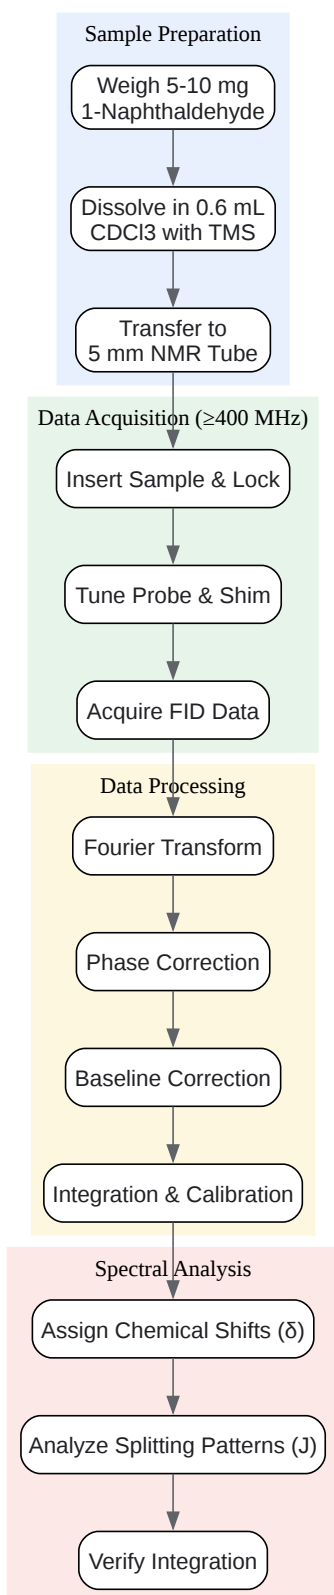 Sample Preparation
Weigh 5-10 mg
1-Naphthaldehyde
Dissolve in 0.6 mL
CDCl3 with TMS
Transfer to
5 mm NMR Tube
Data Acquisition (≥400 MHz)
Insert Sample & Lock
Tune Probe & Shim
Acquire FID Data
Data Processing
Fourier Transform
Phase Correction
Baseline Correction
Integration & Calibration
Spectral Analysis
Assign Chemical Shifts (δ)
Analyze Splitting Patterns (J)
Verify Integration